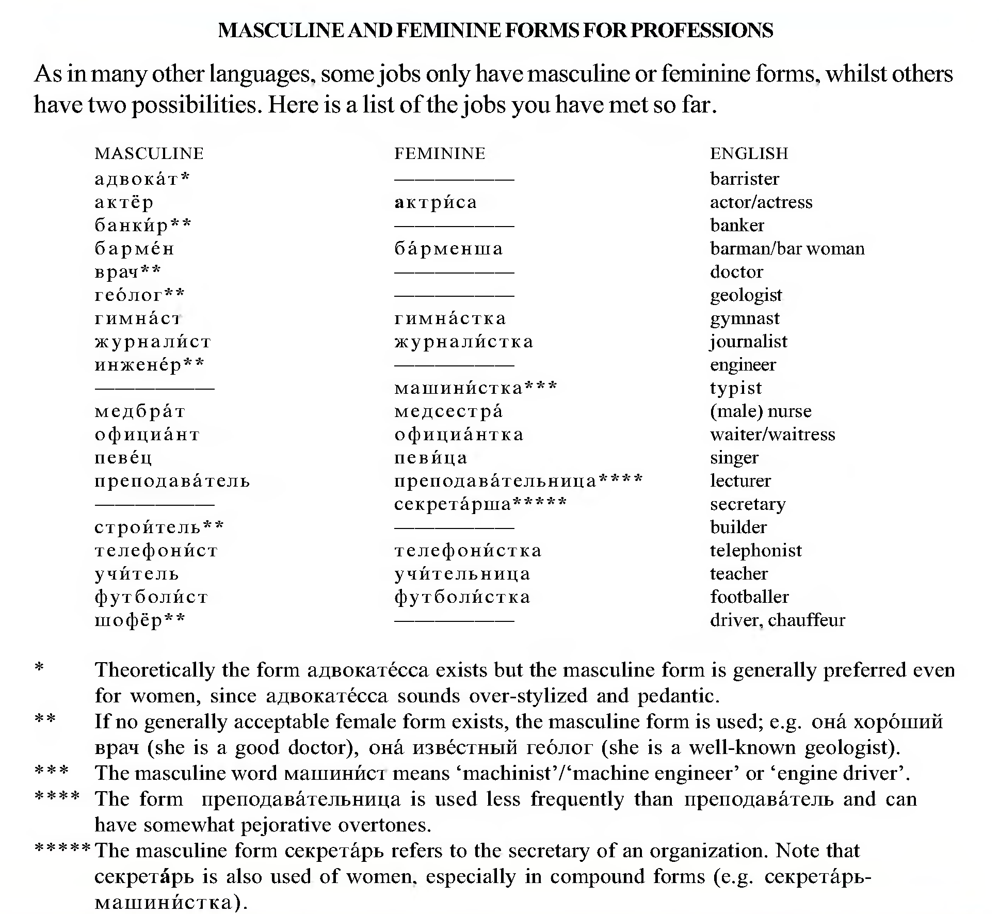 MASCULINE AND FEMININE FORMS FOR PROFESSIONS
As in many other languages, some jobs only have masculine or feminine forms, whilst others
have two possibilities. Here is a list of the jobs you have met so far.
MASCULINE FEMININE ENGLISH
адвока́т* ——————— barrister
актёр актри́са actor/actress
банки́р** ——————— banker
барме́н ба́рменша barman/bar woman
врач** ——————— doctor
гео́лог** ——————— geologist
гимна́ст гимна́стка gymnast
журнали́ст журнали́стка journalist
инжене́р** ——————— engineer
——————— машини́стка*** typist
медбра́т медсестра́ (male) nurse
официа́нт официа́нтка waiter/waitress
певе́ц певи́ца singer
преподава́тель преподава́тельница**** lecturer
——————— секрета́рша***** secretary
строи́тель** ——————— builder
телефони́ст телефони́стка telephonist
учи́тель учи́тельница teacher
футболи́ст футболи́стка footballer
шофёр** ——————— driver, chauffeur
* Theoretically the form адвокате́сса exists but the masculine form is generally preferred even
for women, since адвокате́сса sounds over-stylized and pedantic.
** If no generally acceptable female form exists, the masculine form is used; e.g. она́ хоро́ший
врач (she is a good doctor), она́ изве́стный гео́лог (she is a well-known geologist).
*** The masculine word машини́ст means ‘machinist’/‘machine engineer’ or ‘engine driver’.
**** The form преподава́тельница is used less frequently than преподава́тель and can
have somewhat pejorative overtones.
***** The masculine form секрета́рь refers to the secretary of an organization. Note that
секрета́рь is also used of women, especially in compound forms (e.g. секрета́рь-
машини́стка).